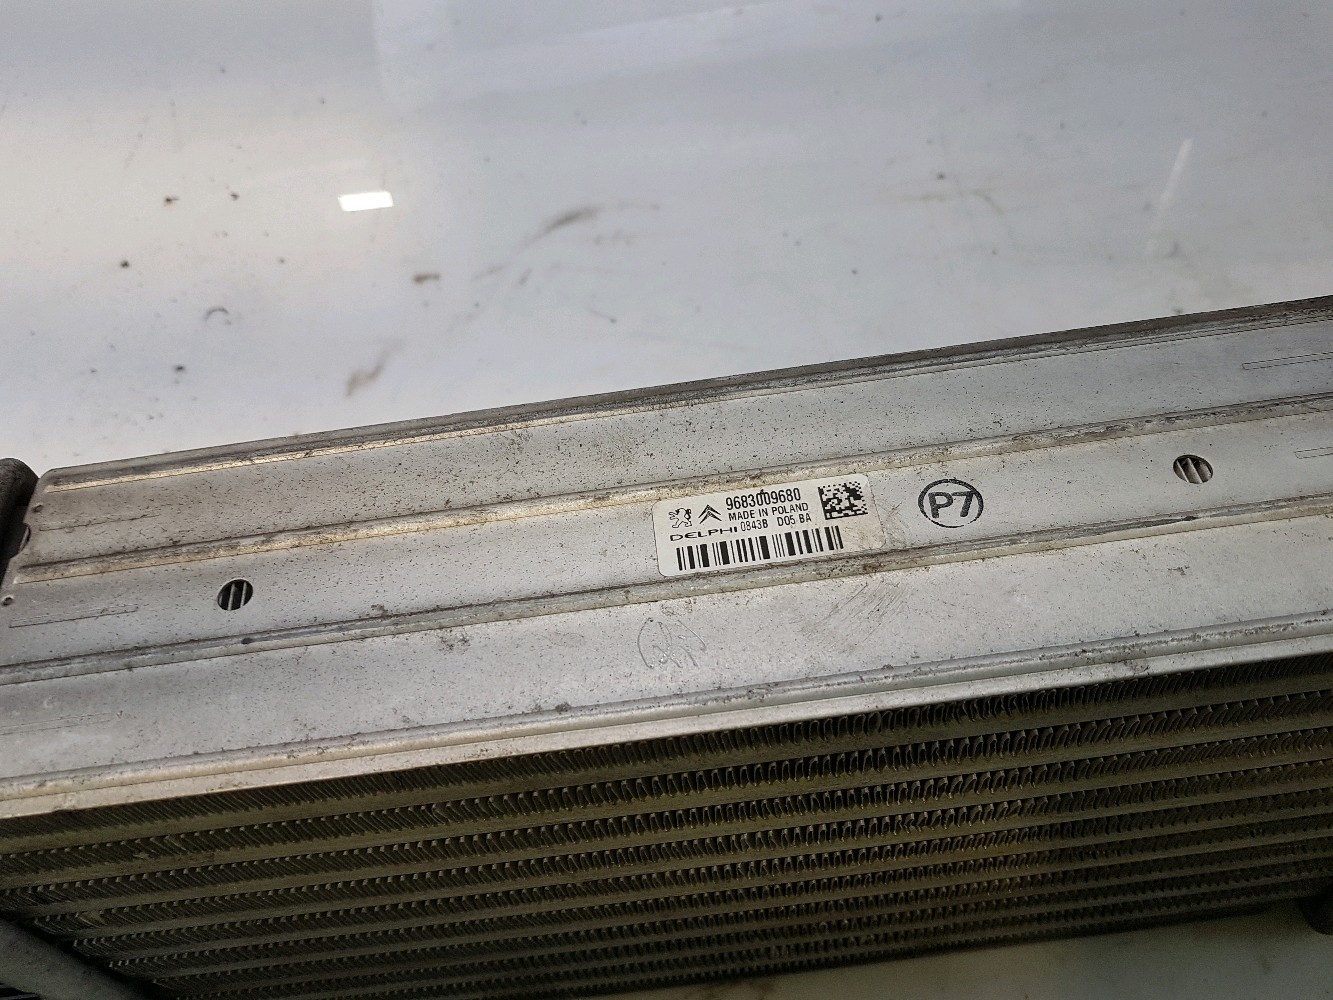 9683009680
MADE IN POLAND
DELPHI 0843B D05 BA
P7